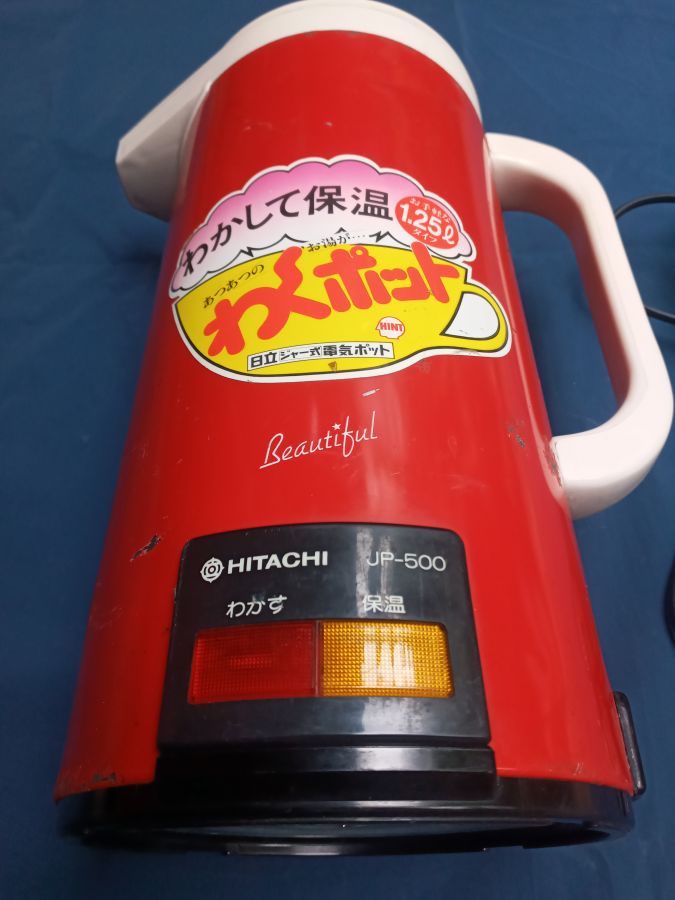 わかして保温
お手軽な
1.25ℓ
タイプ
あつあつの
お湯が…
わくポット
HINT
日立ジャー式電気ポット
Beautiful
HITACHI JP-500
わかす 保温